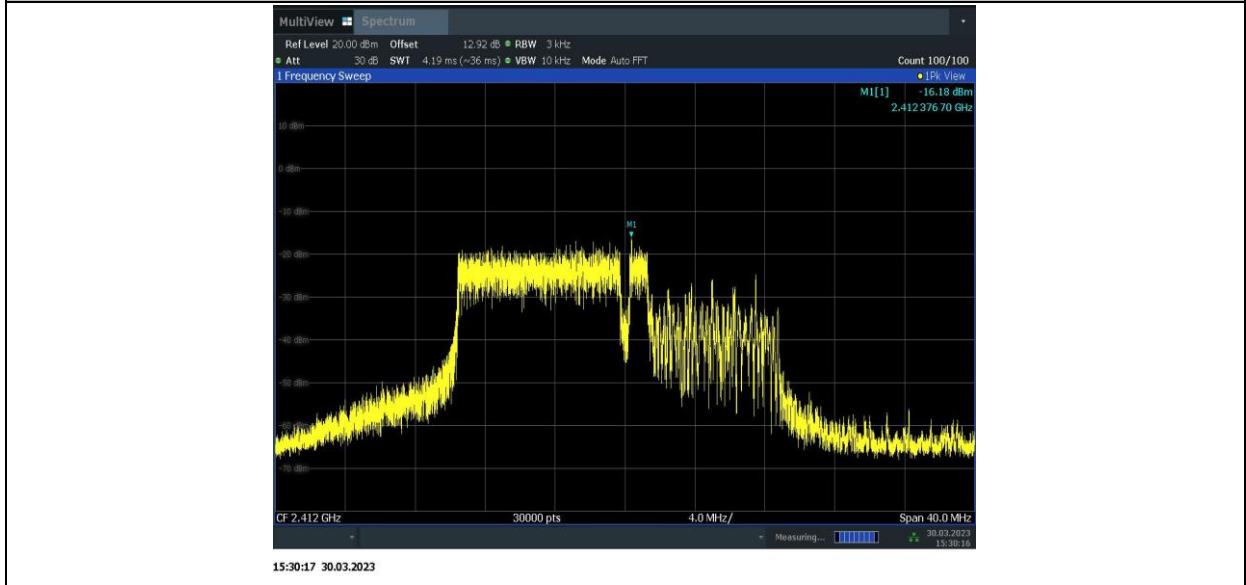 MultiView Spectrum
Ref Level 20.00 dBm Offset 12.92 dB RBW 3 kHz
Att 30 dB SWT 4.19 ms (~36 ms) VBW 10 kHz Mode Auto FFT Count 100/100
1 Frequency Sweep 1Pk View
M1[1] -16.18 dBm
2.412 376 70 GHz
10 dBm
0 dBm
-10 dBm
M1
-20 dBm
-30 dBm
-40 dBm
-50 dBm
-60 dBm
-70 dBm
CF 2.412 GHz 30000 pts 4.0 MHz/ Span 40.0 MHz
Measuring... 30.03.2023
15:30:16
15:30:17 30.03.2023